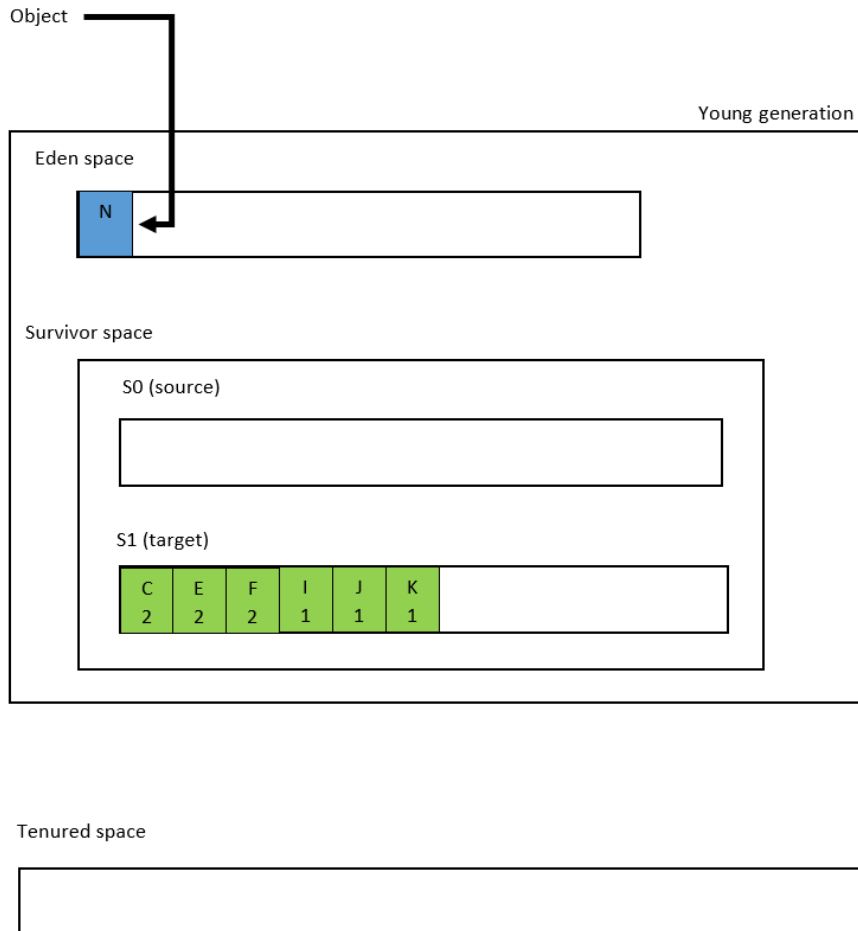 Object
Young generation
Eden space
N
Survivor space
S0 (source)
S1 (target)
C E F I J K
2 2 2 1 1 1
Tenured space